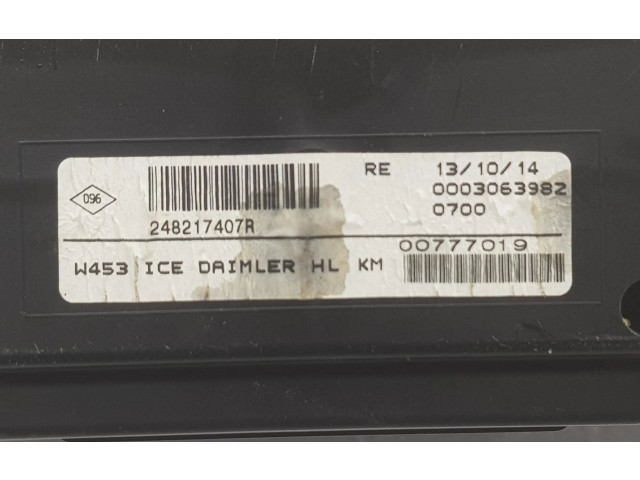 RE 13/10/14
0003063982
096
0700
248217407R
00777019
W453 ICE DAIMLER HL KM